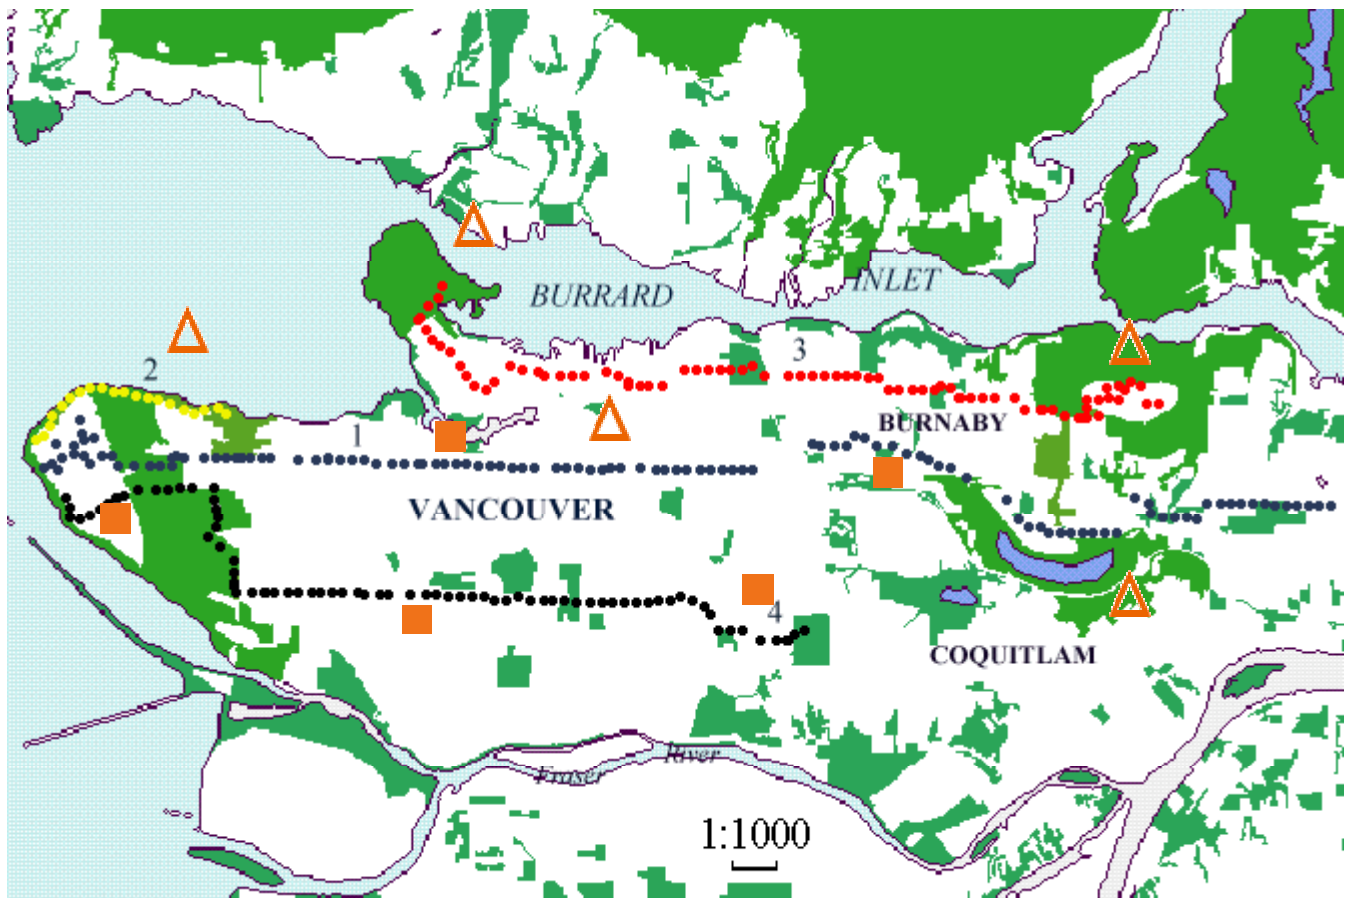 BURRARD
INLET
2
3
BURNABY
1
VANCOUVER
4
COQUITLAM
Fraser
River
1:1000